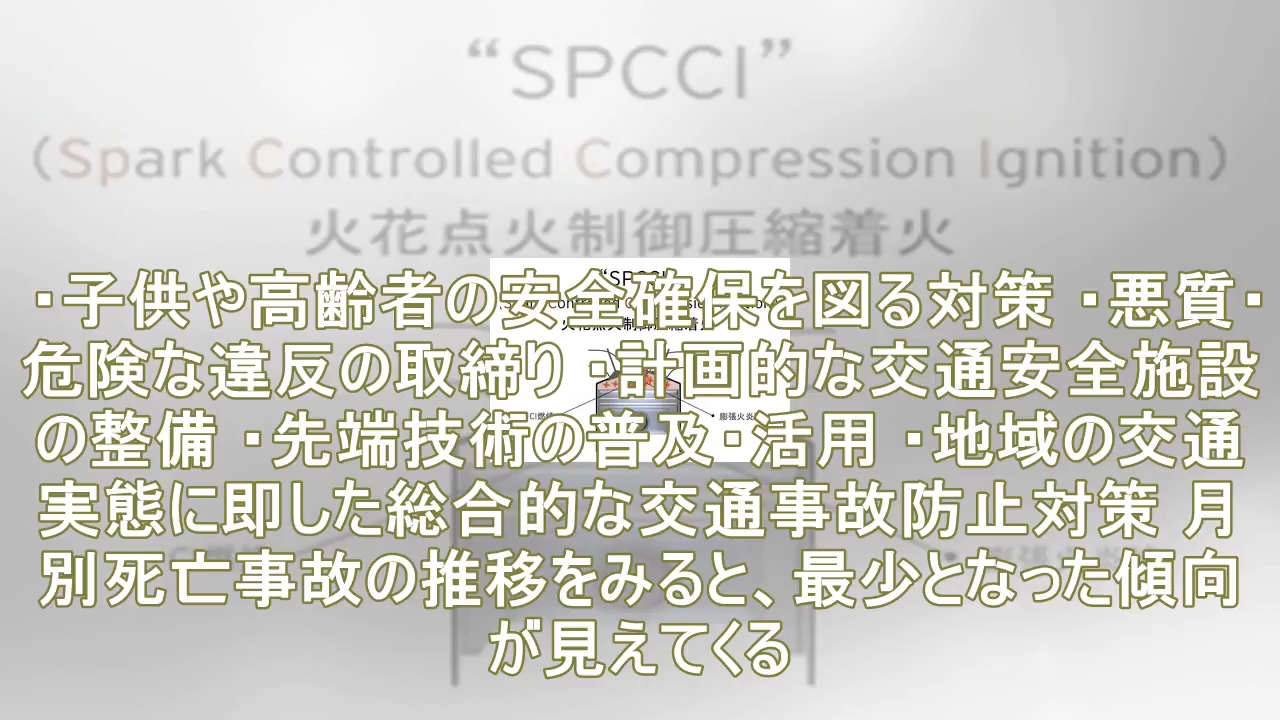 “SPCCI”
(Spark Controlled Compression Ignition)
火花点火制御圧縮着火
・子供や高齢者の安全確保を図る対策 ・悪質・
危険な違反の取締り ・計画的な交通安全施設
の整備 ・先端技術の普及・活用 ・地域の交通
実態に即した総合的な交通事故防止対策 月
別死亡事故の推移をみると、最少となった傾向
が見えてくる